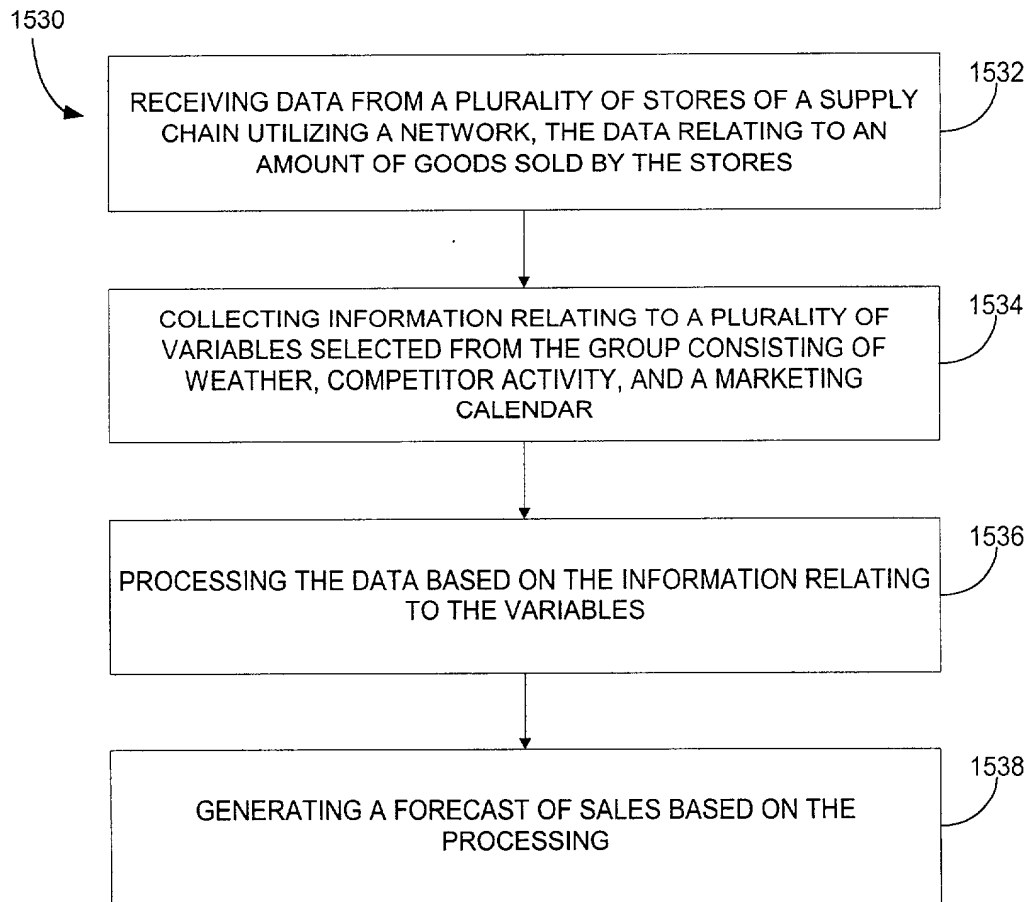 1530
RECEIVING DATA FROM A PLURALITY OF STORES OF A SUPPLY
CHAIN UTILIZING A NETWORK, THE DATA RELATING TO AN
AMOUNT OF GOODS SOLD BY THE STORES
1532
COLLECTING INFORMATION RELATING TO A PLURALITY OF
VARIABLES SELECTED FROM THE GROUP CONSISTING OF
WEATHER, COMPETITOR ACTIVITY, AND A MARKETING
CALENDAR
1534
PROCESSING THE DATA BASED ON THE INFORMATION RELATING
TO THE VARIABLES
1536
GENERATING A FORECAST OF SALES BASED ON THE
PROCESSING
1538